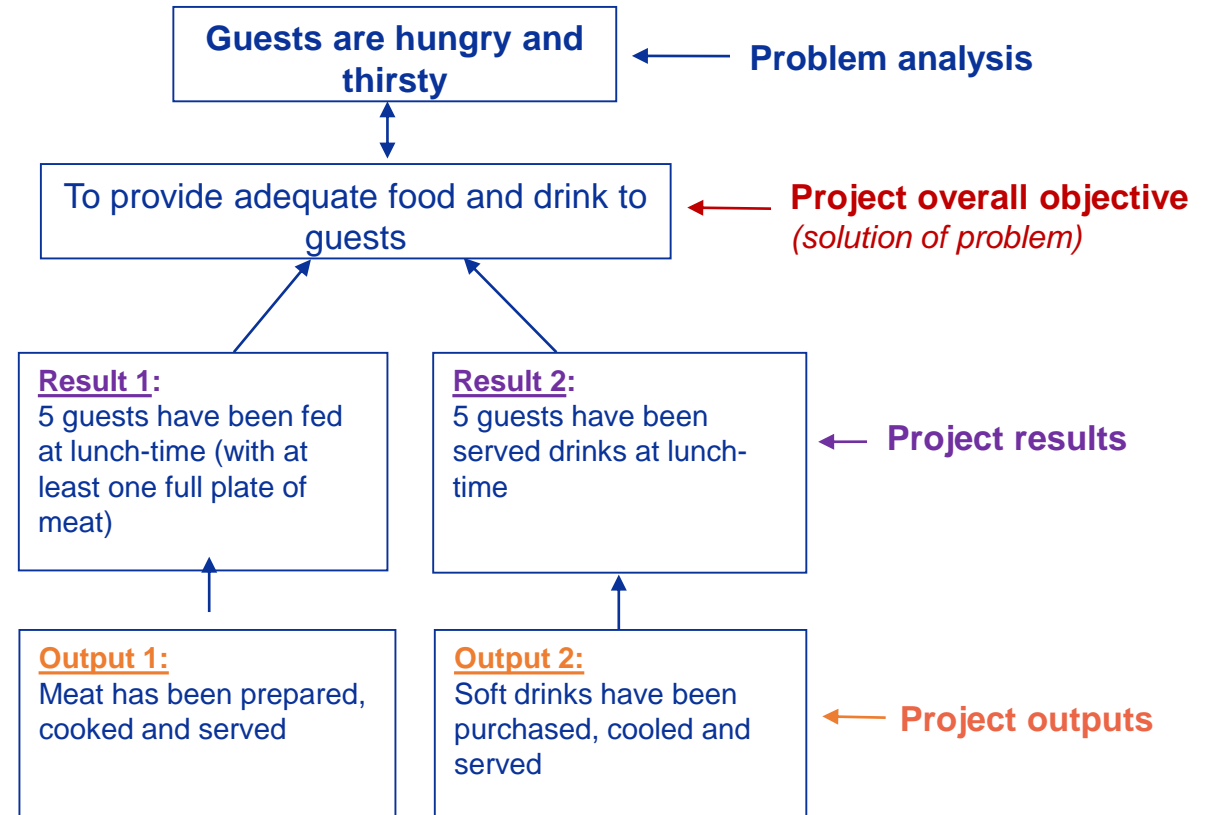 Guests are hungry and
thirsty
Problem analysis
To provide adequate food and drink to
guests
Project overall objective
(solution of problem)
Result 1:
5 guests have been fed
at lunch-time (with at
least one full plate of
meat)
Result 2:
5 guests have been
served drinks at lunch-
time
Project results
Output 1:
Meat has been prepared,
cooked and served
Output 2:
Soft drinks have been
purchased, cooled and
served
Project outputs